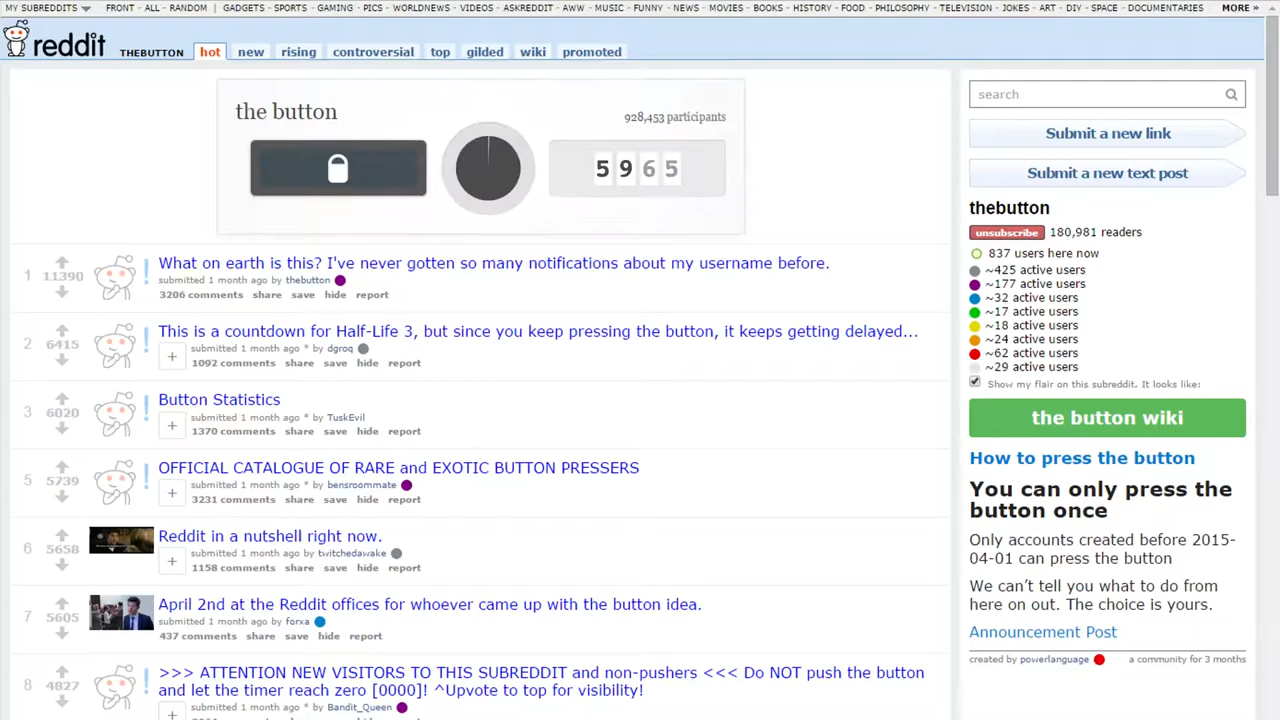 MY SUBREDDITS FRONT - ALL - RANDOM | GADGETS - SPORTS - GAMING - PICS - WORLDNEWS - VIDEOS - ASKREDDIT - AWW - MUSIC - FUNNY - NEWS - MOVIES - BOOKS - HISTORY - FOOD - PHILOSOPHY - TELEVISION - JOKES - ART - DIY - SPACE - DOCUMENTARIES MORE »
reddit THEBUTTON hot new rising controversial top gilded wiki promoted
the button
928,453 participants
5965
1 11390 What on earth is this? I've never gotten so many notifications about my username before.
submitted 1 month ago by thebutton
3206 comments share save hide report
2 6415 This is a countdown for Half-Life 3, but since you keep pressing the button, it keeps getting delayed...
submitted 1 month ago * by dgroq
1092 comments share save hide report
3 6020 Button Statistics
submitted 1 month ago * by TuskEvil
1370 comments share save hide report
5 5739 OFFICIAL CATALOGUE OF RARE and EXOTIC BUTTON PRESSERS
submitted 1 month ago * by bensroommate
3231 comments share save hide report
6 5658 Reddit in a nutshell right now.
submitted 1 month ago by twitchedawake
1158 comments share save hide report
7 5605 April 2nd at the Reddit offices for whoever came up with the button idea.
submitted 1 month ago by forxa
437 comments share save hide report
8 4827 >>> ATTENTION NEW VISITORS TO THIS SUBREDDIT and non-pushers <<< Do NOT push the button
and let the timer reach zero [0000]! ^Upvote to top for visibility!
submitted 1 month ago * by Bandit_Queen
search
Submit a new link
Submit a new text post
thebutton
unsubscribe 180,981 readers
837 users here now
~425 active users
~177 active users
~32 active users
~17 active users
~18 active users
~24 active users
~62 active users
~29 active users
Show my flair on this subreddit. It looks like:
the button wiki
How to press the button
You can only press the
button once
Only accounts created before 2015-
04-01 can press the button
We can't tell you what to do from
here on out. The choice is yours.
Announcement Post
created by powerlanguage a community for 3 months